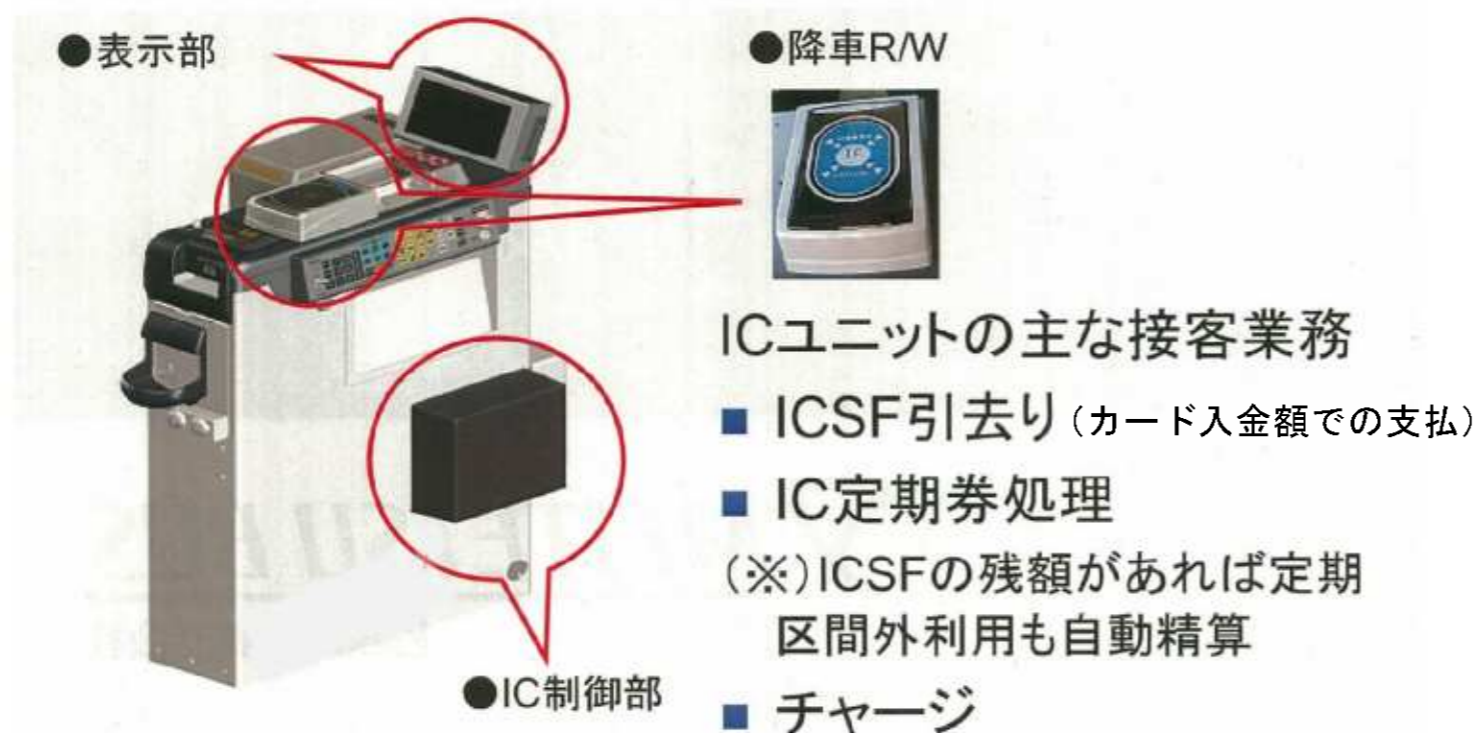 ●表示部
●降車R/W
IC
ICユニットの主な接客業務
■ ICSF引去り(カード入金額での支払)
■ IC定期券処理
(※)ICSFの残額があれば定期
区間外利用も自動精算
●IC制御部
■ チャージ